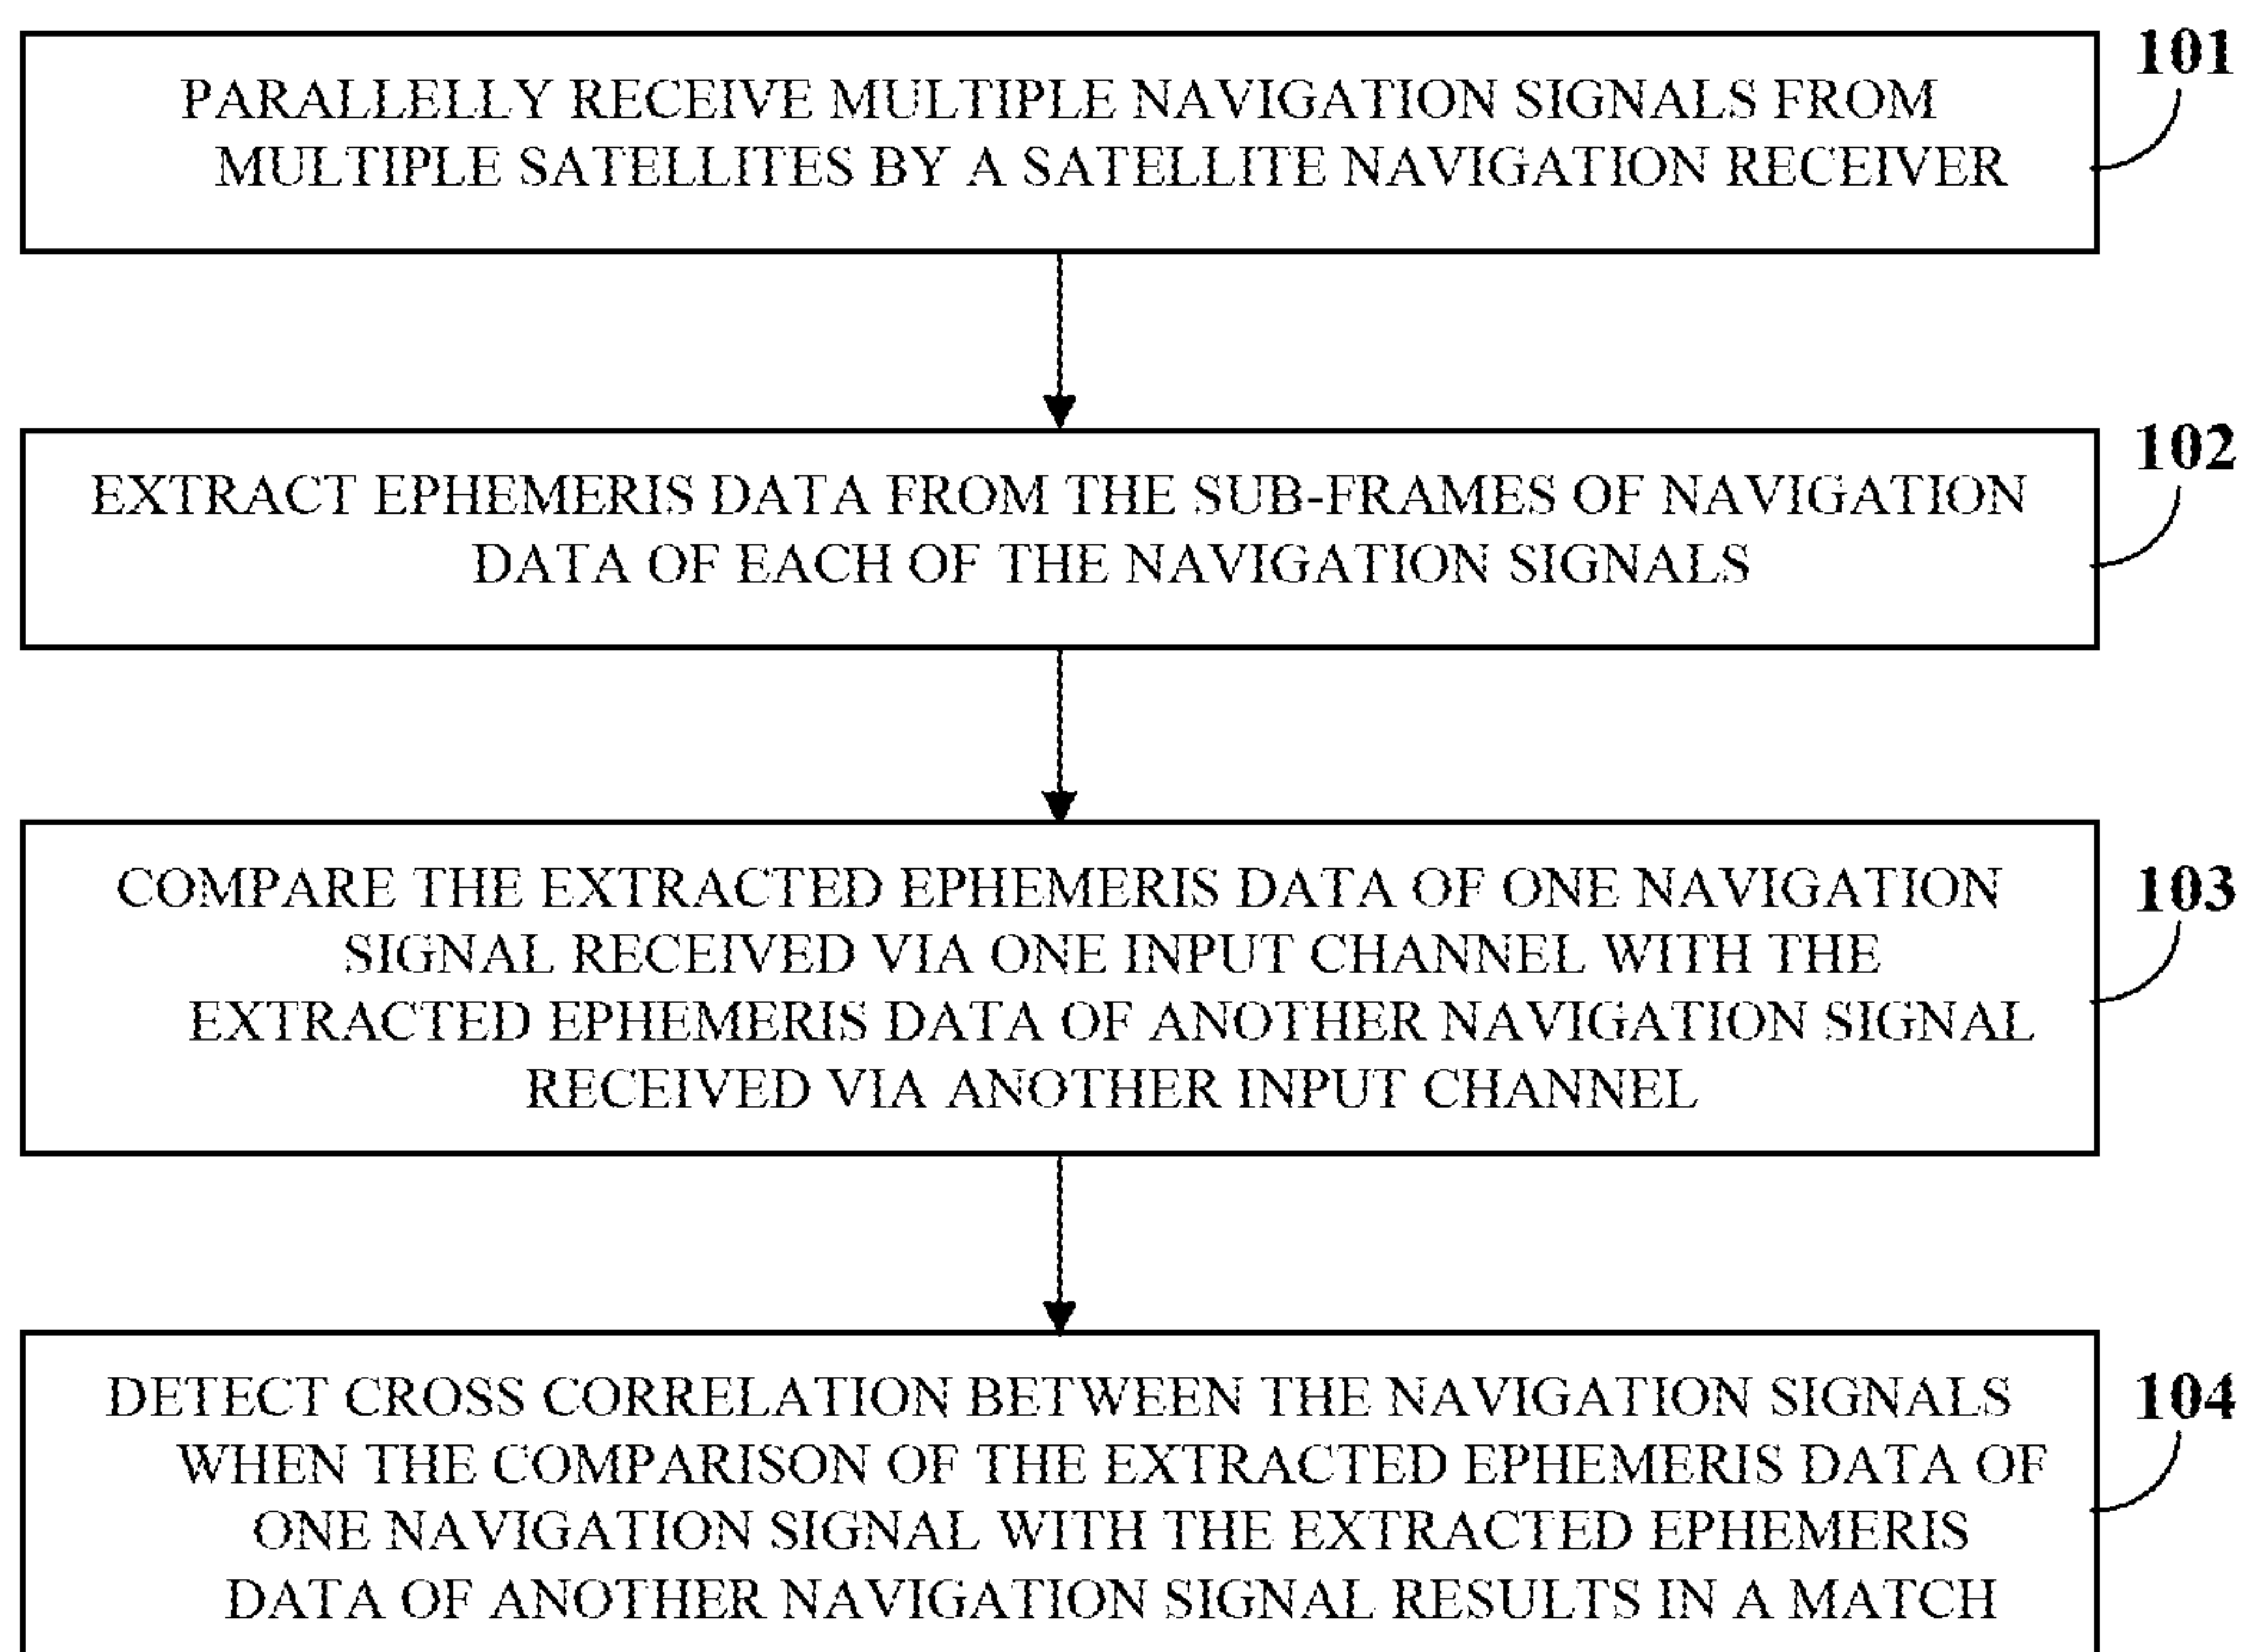 101
PARALLELLY RECEIVE MULTIPLE NAVIGATION SIGNALS FROM
MULTIPLE SATELLITES BY A SATELLITE NAVIGATION RECEIVER
102
EXTRACT EPHEMERIS DATA FROM THE SUB-FRAMES OF NAVIGATION
DATA OF EACH OF THE NAVIGATION SIGNALS
103
COMPARE THE EXTRACTED EPHEMERIS DATA OF ONE NAVIGATION
SIGNAL RECEIVED VIA ONE INPUT CHANNEL WITH THE
EXTRACTED EPHEMERIS DATA OF ANOTHER NAVIGATION SIGNAL
RECEIVED VIA ANOTHER INPUT CHANNEL
104
DETECT CROSS CORRELATION BETWEEN THE NAVIGATION SIGNALS
WHEN THE COMPARISON OF THE EXTRACTED EPHEMERIS DATA OF
ONE NAVIGATION SIGNAL WITH THE EXTRACTED EPHEMERIS
DATA OF ANOTHER NAVIGATION SIGNAL RESULTS IN A MATCH